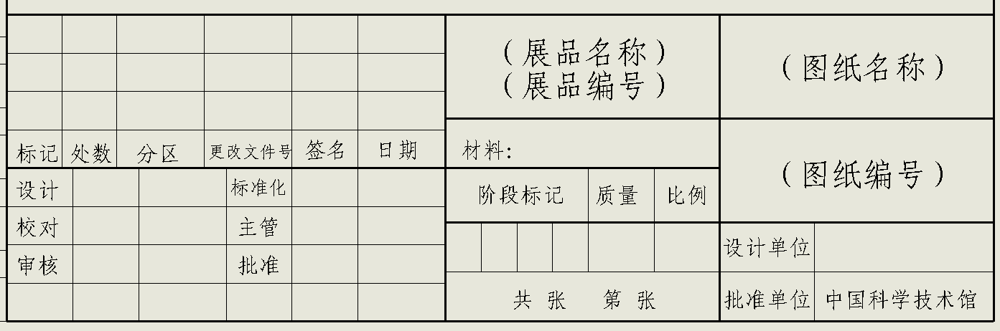 （展品名称）
（展品编号）
（图纸名称）
标记 处数 分区 更改文件号 签名 日期
材料:
（图纸编号）
设计 标准化
阶段标记 质量 比例
校对 主管
设计单位
审核 批准
共 张 第 张
批准单位 中国科学技术馆